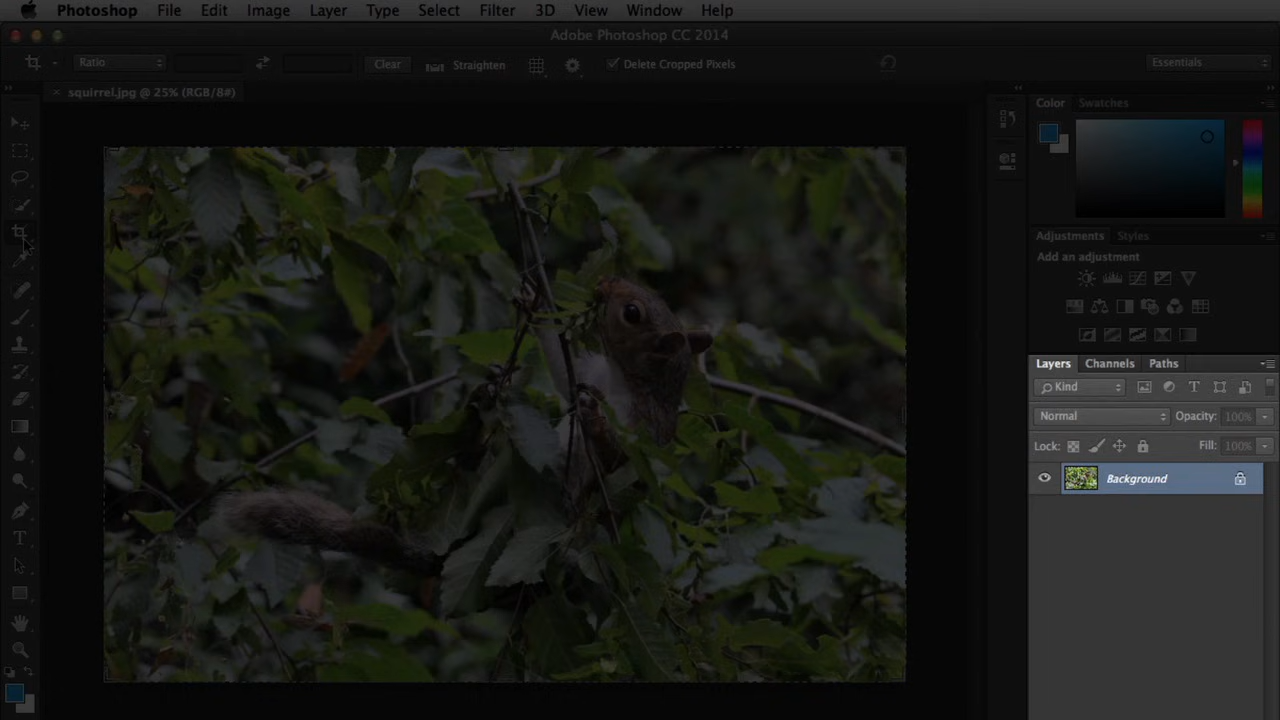 Photoshop File Edit Image Layer Type Select Filter 3D View Window Help
Adobe Photoshop CC 2014
Ratio Clear Straighten Delete Cropped Pixels Essentials
squirrel.jpg @ 25% (RGB/8#)
Color Swatches
Adjustments Styles
Add an adjustment
Layers Channels Paths
Kind
Normal Opacity: 100%
Lock: Fill: 100%
Background